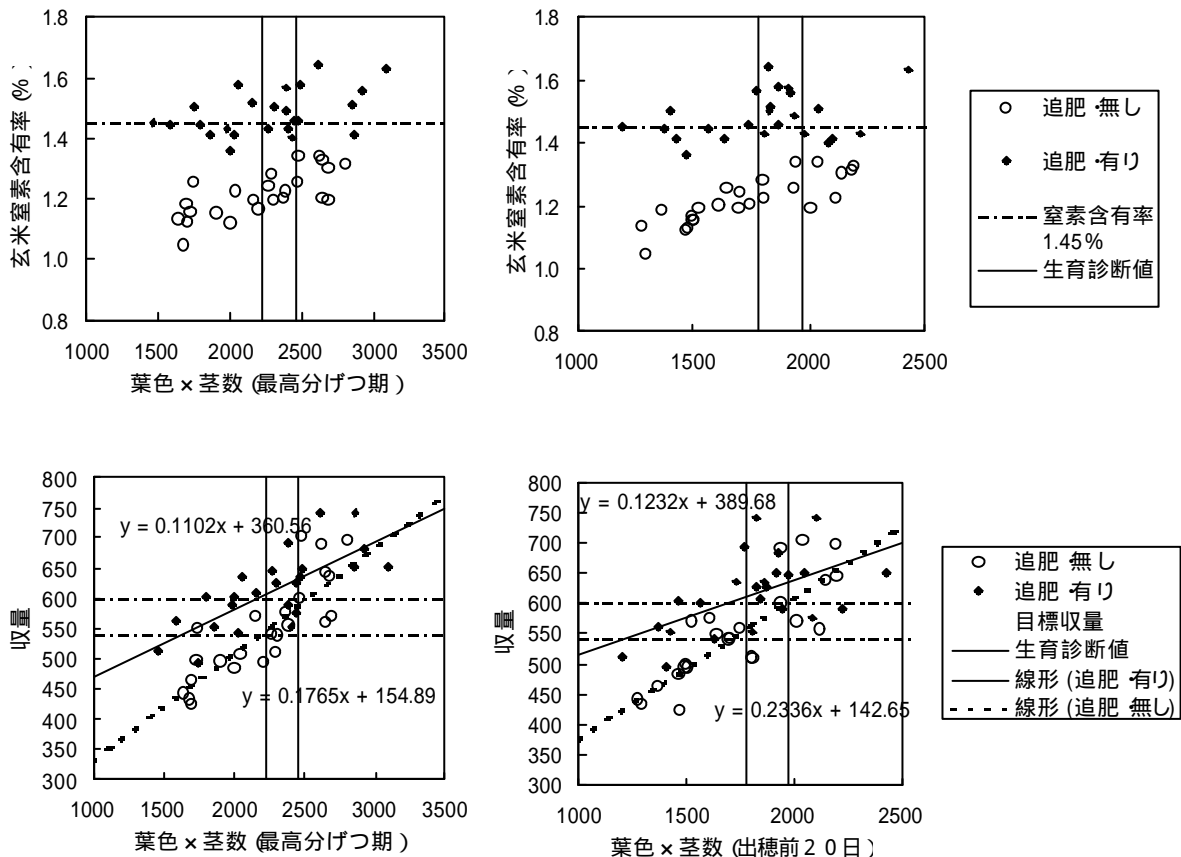 1.8
1.6
1.4
1.2
1.0
0.8
玄米窒素含有率 (%)
1000 1500 2000 2500 3000 3500
葉色 × 茎数 (最高分げつ期 )
1.8
1.6
1.4
1.2
1.0
0.8
玄米窒素含有率 (%)
1000 1500 2000 2500
追肥・無し
追肥・有り
窒素含有率
1.45%
生育診断値
800
750
700
650
600
550
500
450
400
350
300
収量
y = 0.1102x + 360.56
y = 0.1765x + 154.89
1000 1500 2000 2500 3000 3500
葉色 × 茎数 (最高分げつ期 )
800
750
700
650
600
550
500
450
400
350
300
収量
y = 0.1232x + 389.68
y = 0.2336x + 142.65
1000 1500 2000 2500
葉色 × 茎数 (出穂前20日)
追肥・無し
追肥・有り
目標収量
生育診断値
線形 (追肥・有り)
線形 (追肥・無し)